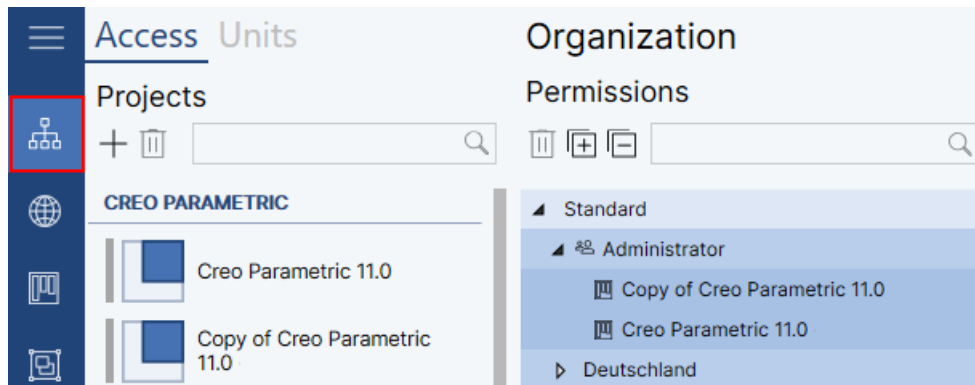 Access Units
Projects
CREO PARAMETRIC
Creo Parametric 11.0
Copy of Creo Parametric
11.0
Organization
Permissions
Standard
Administrator
Copy of Creo Parametric 11.0
Creo Parametric 11.0
Deutschland